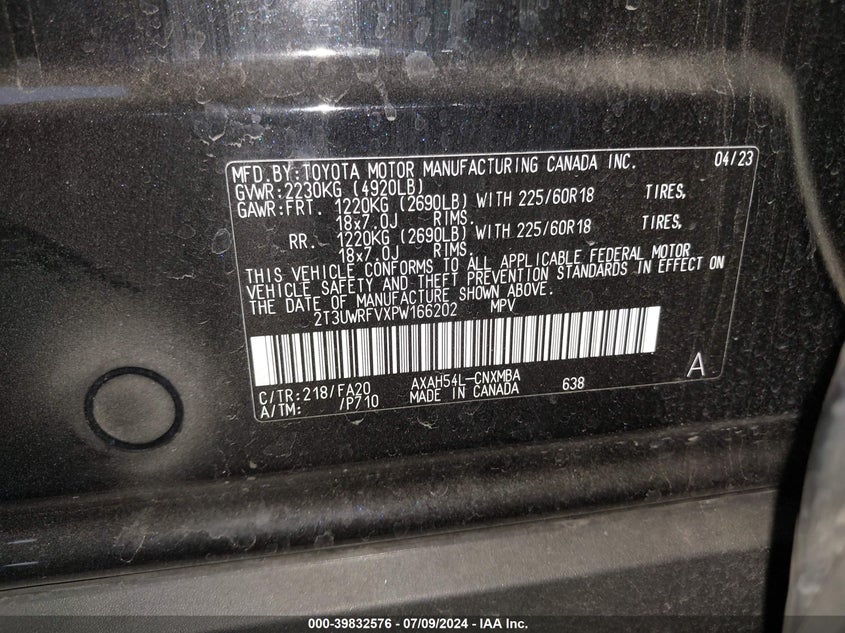 MFD.BY:TOYOTA MOTOR MANUFACTURING CANADA INC. 04/23
GVWR:2230KG (4920LB)
GAWR:FRT. 1220KG (2690LB) WITH 225/60R18 TIRES,
18x7.0J RIMS.
RR. 1220KG (2690LB) WITH 225/60R18 TIRES,
18x7.0J RIMS.
THIS VEHICLE CONFORMS TO ALL APPLICABLE FEDERAL MOTOR
VEHICLE SAFETY AND THEFT PREVENTION STANDARDS IN EFFECT ON
THE DATE OF MANUFACTURE SHOWN ABOVE.
2T3UWRFVXPW166202 MPV
C/TR:218/FA20 AXAH54L-CNXMBA 638 A
A/TM: /P710 MADE IN CANADA
000-39832576 / 07/09/2024 - IAA Inc.